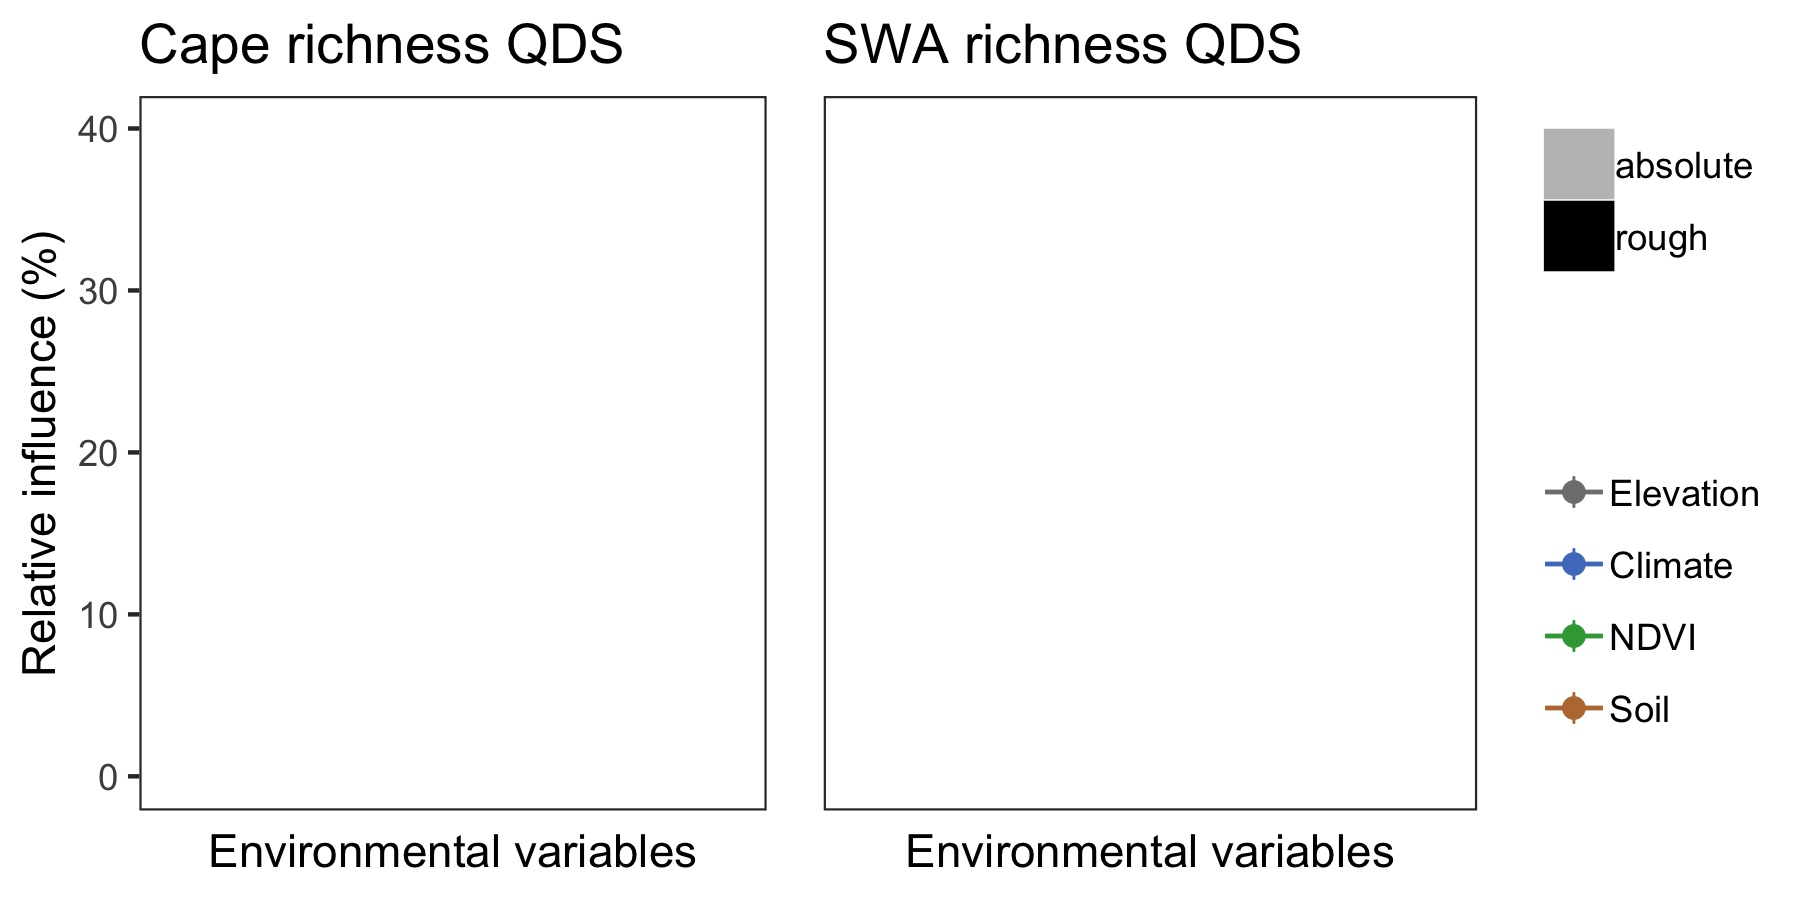 Cape richness QDS
SWA richness QDS
Relative influence (%)
40
30
20
10
0
Environmental variables
Environmental variables
absolute
rough
Elevation
Climate
NDVI
Soil